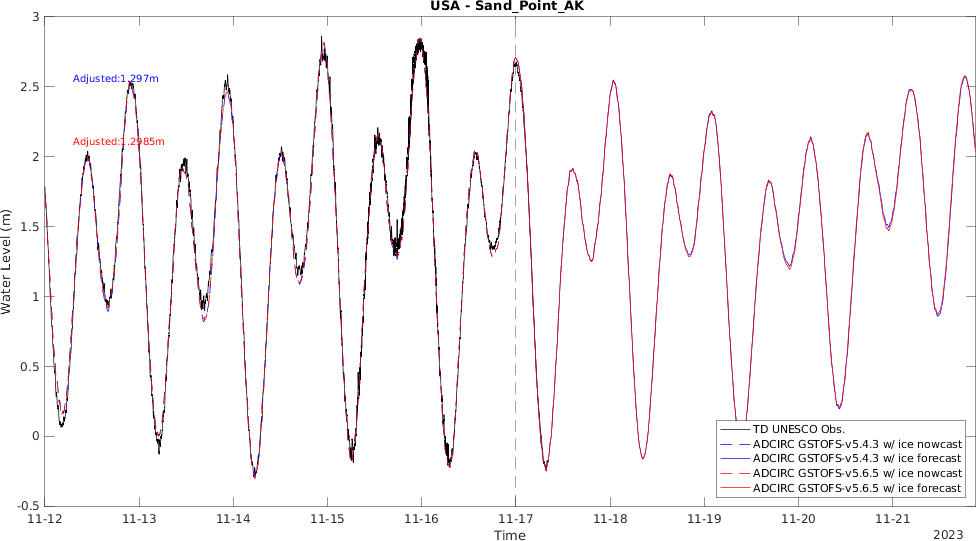 USA - Sand_Point_AK
3
2.5
2
1.5
1
0.5
0
-0.5
Water Level (m)
Adjusted:1.297m
Adjusted:1.2985m
TD UNESCO Obs.
ADCIRC GSTOFS-v5.4.3 w/ ice nowcast
ADCIRC GSTOFS-v5.4.3 w/ ice forecast
ADCIRC GSTOFS-v5.6.5 w/ ice nowcast
ADCIRC GSTOFS-v5.6.5 w/ ice forecast
11-12 11-13 11-14 11-15 11-16 11-17 11-18 11-19 11-20 11-21
Time
2023